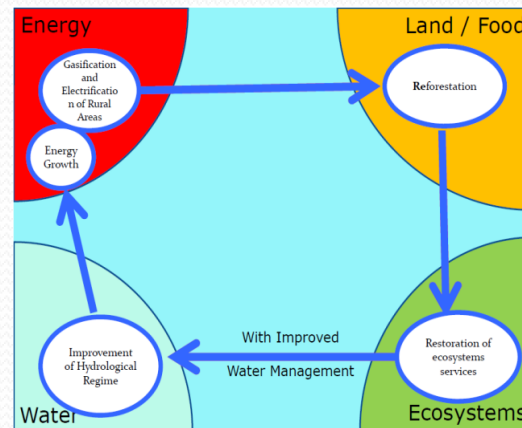 Energy
Land / Food
Gasification
and
Electrificatio
n of Rural
Areas
Reforestation
Energy
Growth
With Improved
Water Management
Improvement
of Hydrological
Regime
Restoration of
ecosystems
services
Water
Ecosystems